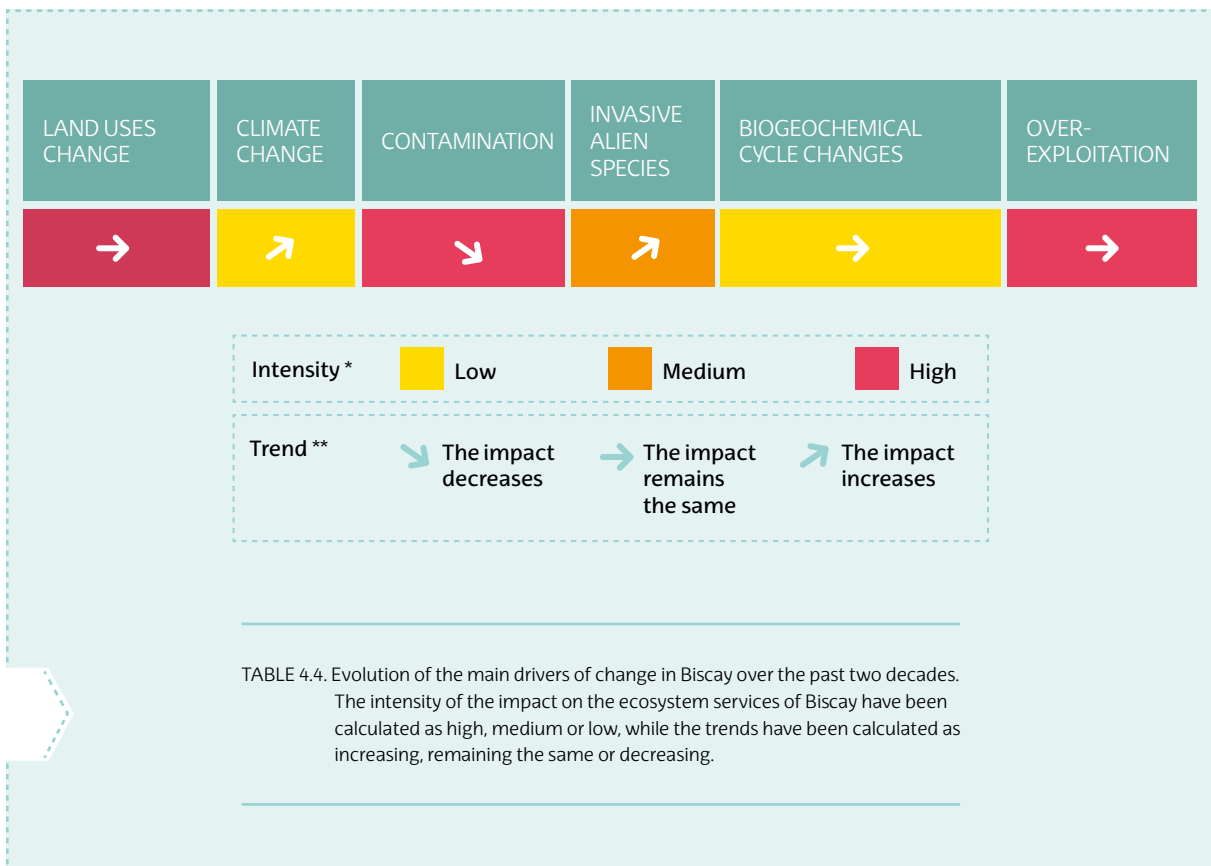 LAND USES
CHANGE
CLIMATE
CHANGE
CONTAMINATION
INVASIVE
ALIEN
SPECIES
BIOGEOCHEMICAL
CYCLE CHANGES
OVER-
EXPLOITATION
Intensity *
Low
Medium
High
Trend **
The impact
decreases
The impact
remains
the same
The impact
increases
TABLE 4.4. Evolution of the main drivers of change in Biscay over the past two decades.
The intensity of the impact on the ecosystem services of Biscay have been
calculated as high, medium or low, while the trends have been calculated as
increasing, remaining the same or decreasing.